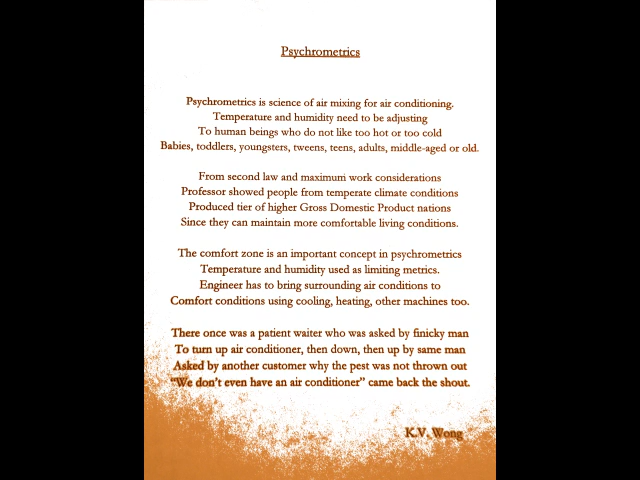 Psychrometrics
Psychrometrics is science of air mixing for air conditioning.
Temperature and humidity need to be adjusting
To human beings who do not like too hot or too cold
Babies, toddlers, youngsters, tweens, teens, adults, middle-aged or old.
From second law and maximum work considerations
Professor showed people from temperate climate conditions
Produced tier of higher Gross Domestic Product nations
Since they can maintain more comfortable living conditions.
The comfort zone is an important concept in psychrometrics
Temperature and humidity used as limiting metrics.
Engineer has to bring surrounding air conditions to
Comfort conditions using cooling, heating, other machines too.
There once was a patient waiter who was asked by finicky man
To turn up air conditioner, then down, then up by same man
Asked by another customer why the pest was not thrown out
“We don’t even have an air conditioner” came back the shout.
K.V. Wong